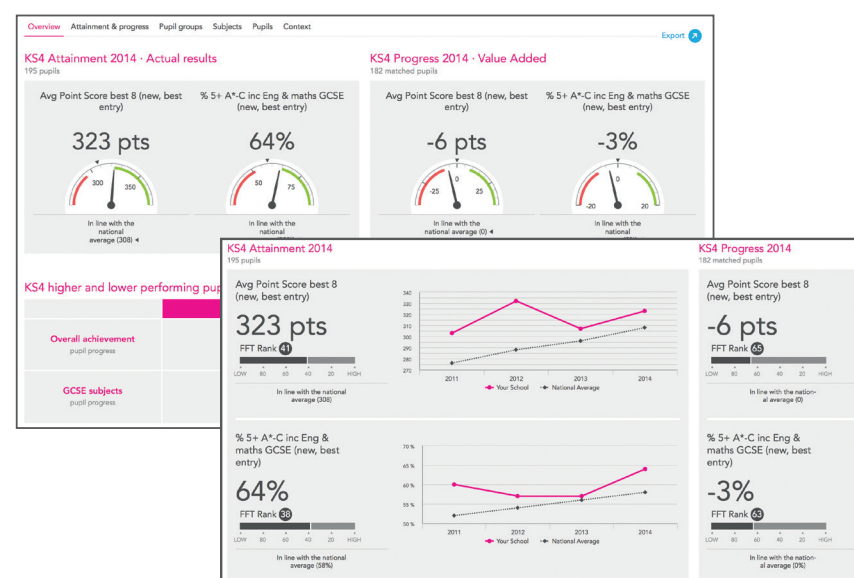 Overview Attainment & progress Pupil groups Subjects Pupils Context
Export
KS4 Attainment 2014 · Actual results
195 pupils
Avg Point Score best 8 (new, best
entry)
323 pts
300 350
In line with the
national
average (308)
% 5+ A*-C inc Eng & maths GCSE
(new, best entry)
64%
50 75
In line with the
national
KS4 Progress 2014 · Value Added
182 matched pupils
Avg Point Score best 8 (new, best
entry)
-6 pts
-25 0 25
In line with the
national average (0)
% 5+ A*-C inc Eng & maths GCSE
(new, best entry)
-3%
-20 0 20
In line with the
national
KS4 higher and lower performing pup
Overall achievement
pupil progress
GCSE subjects
pupil progress
KS4 Attainment 2014
195 pupils
Avg Point Score best 8
(new, best entry)
323 pts
FFT Rank 41
LOW 80 60 40 20 HIGH
In line with the national
average (308)
340
330
320
310
300
290
280
270
2011 2012 2013 2014
Your School National Average
% 5+ A*-C inc Eng &
maths GCSE (new, best
entry)
64%
FFT Rank 38
LOW 80 60 40 20 HIGH
In line with the national
average (58%)
70 %
65 %
60 %
55 %
50 %
2011 2012 2013 2014
Your School National Average
KS4 Progress 2014
182 matched pupils
Avg Point Score best 8
(new, best entry)
-6 pts
FFT Rank 65
LOW 80 60 40 20 HIGH
In line with the nation-
al average (0)
% 5+ A*-C inc Eng &
maths GCSE (new, best
entry)
-3%
FFT Rank 63
LOW 80 60 40 20 HIGH
In line with the nation-
al average (0%)